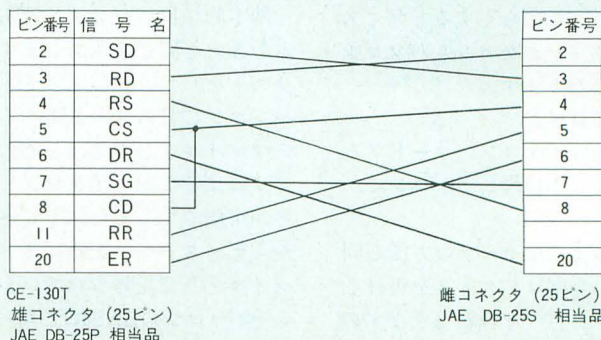 ピン番号 信号名
2 SD
3 RD
4 RS
5 CS
6 DR
7 SG
8 CD
11 RR
20 ER
CE-130T
雄コネクタ (25ピン)
JAE DB-25P 相当品
ピン番号
2
3
4
5
6
7
8
20
雌コネクタ (25ピン)
JAE DB-25S 相当品